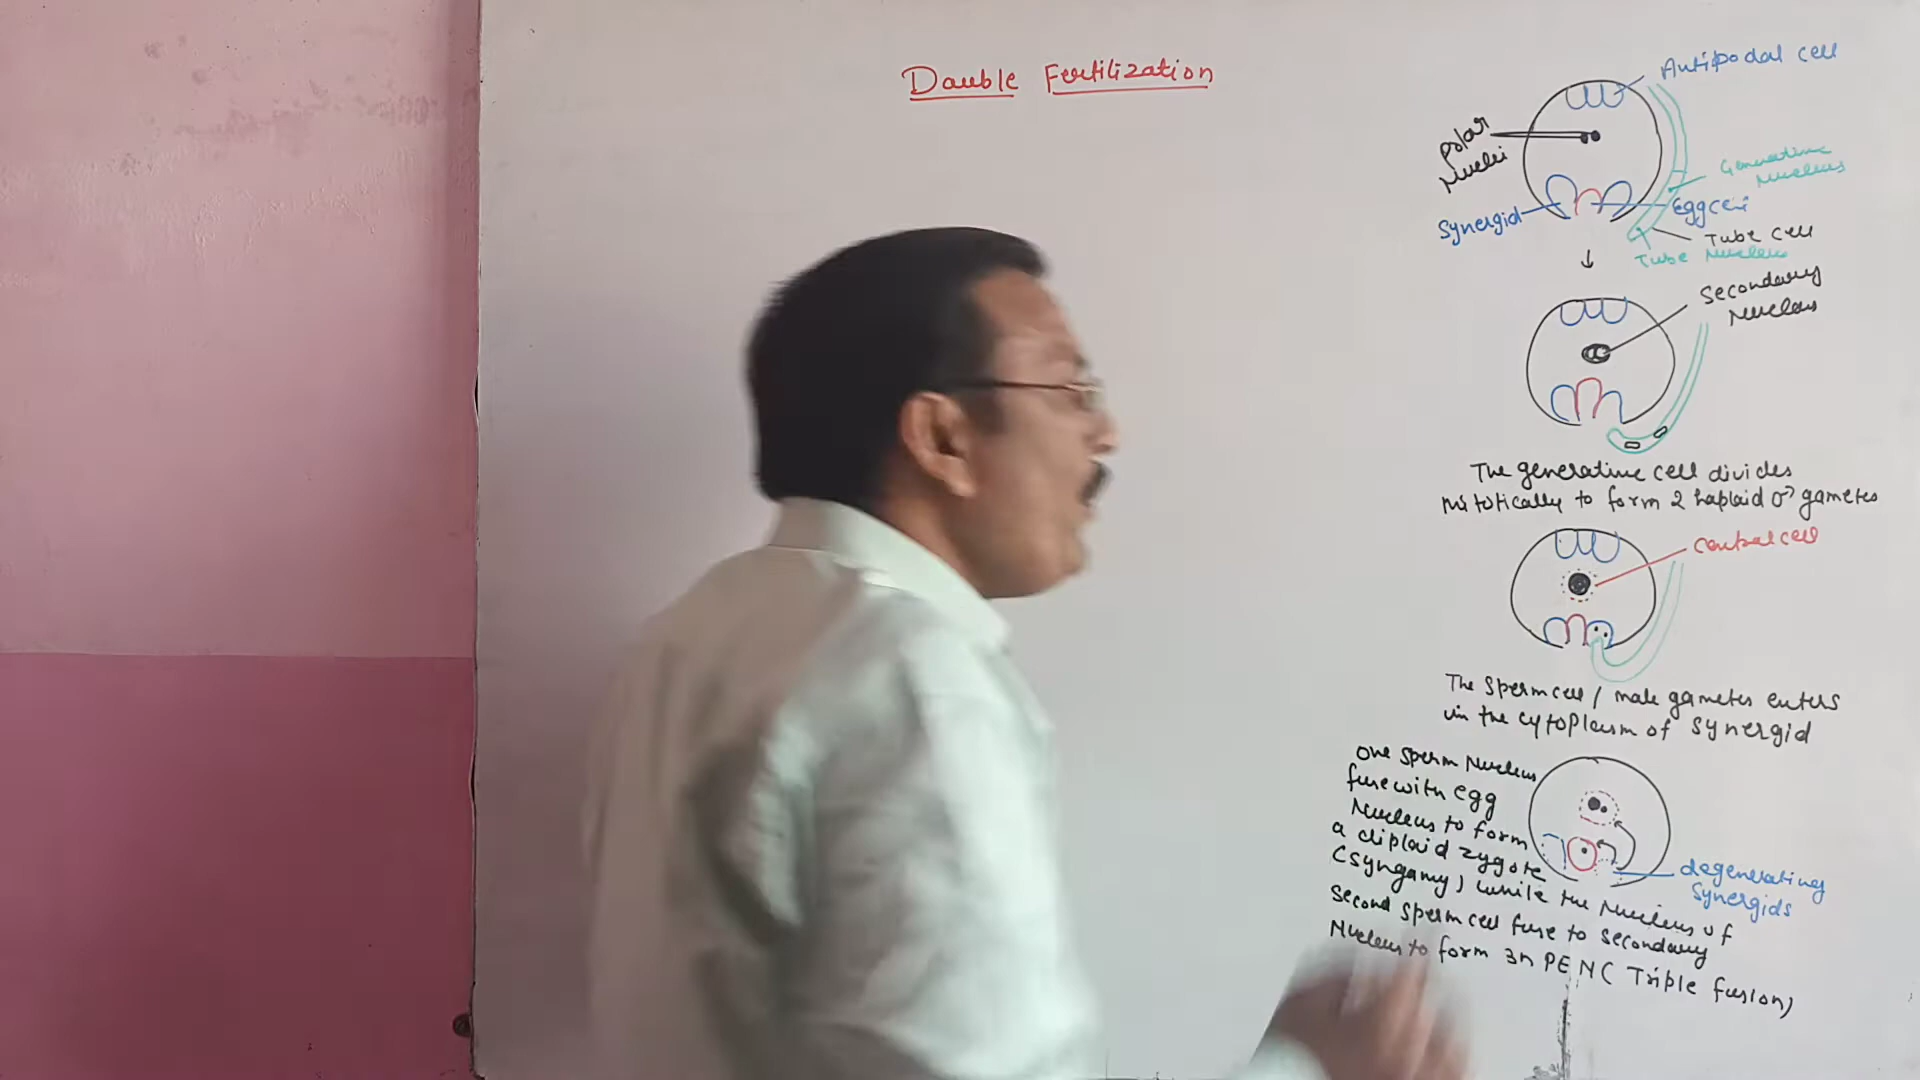 Dauble Fertilization
Antipodal cell
Polar
Nuclei
Generative
Nucleus
Synergid
Egg cell
Tube cell
Tube Nucleus
↓
Secondary
Nucleus
The generative cell divides
mitotically to form 2 haploid ♂ gametes
Central cell
The sperm cell / male gametes enters
in the cytoplasm of synergid
One sperm Nucleus
fuse with egg
Nucleus to form
a diploid zygote
(syngamy) while the Nucleus of
second sperm cell fuse to secondary
Nucleus to form 3n PEN ( Triple fusion)
degenerating
synergids